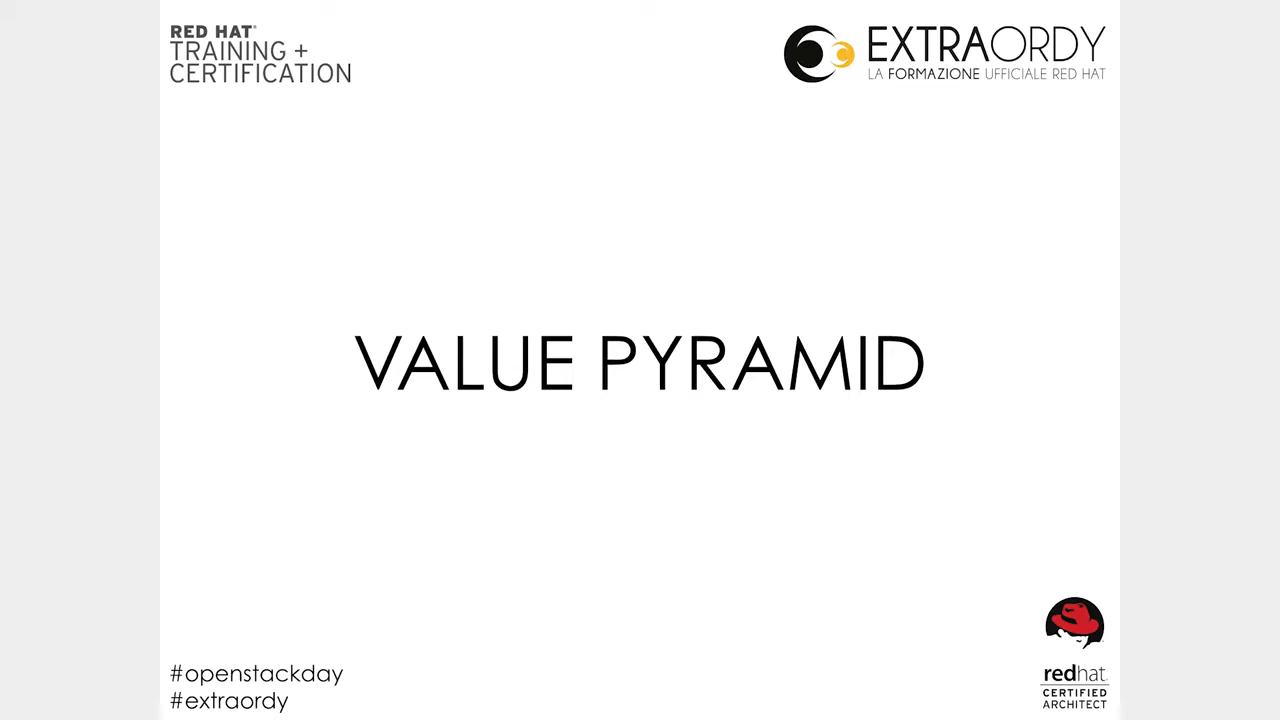 RED HAT®
TRAINING +
CERTIFICATION
EXTRAORDY
LA FORMAZIONE UFFICIALE RED HAT
VALUE PYRAMID
#openstackday
#extraordy
redhat.
CERTIFIED
ARCHITECT